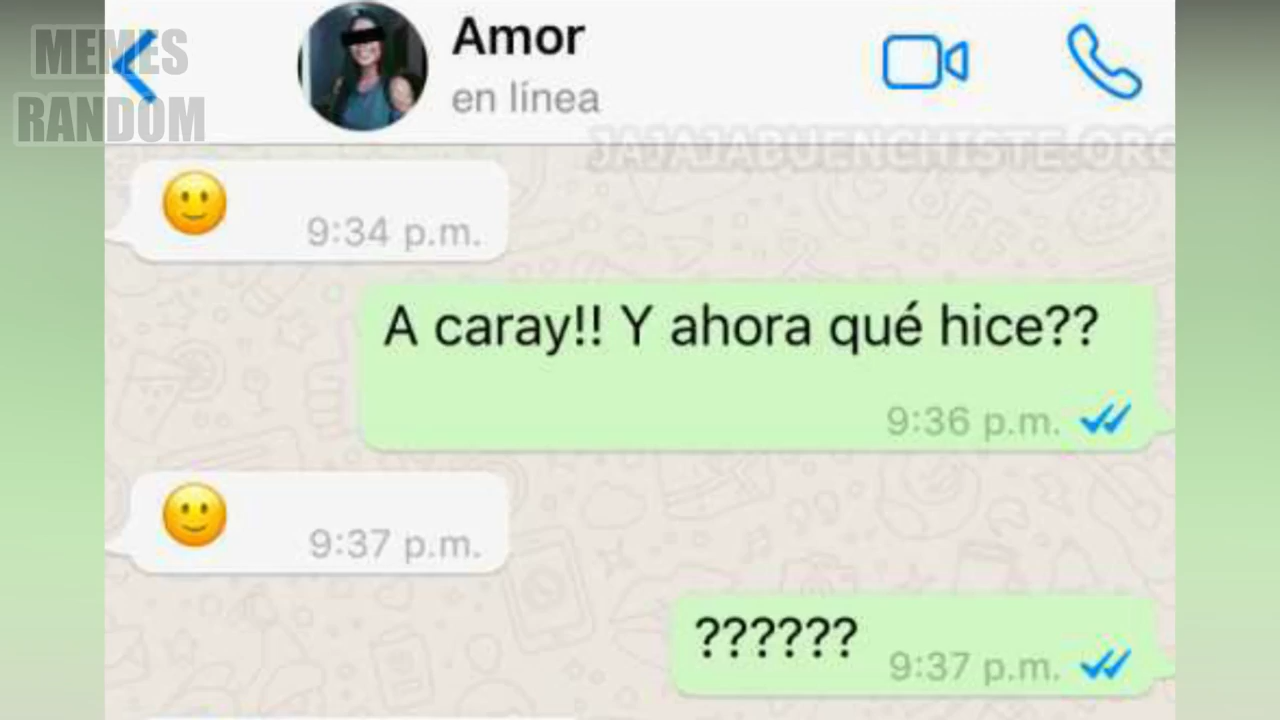 MEMES
RANDOM
Amor
en línea
JAJAJABUENCHISTE.ORG
9:34 p.m.
A caray!! Y ahora qué hice??
9:36 p.m.
9:37 p.m.
??????
9:37 p.m.